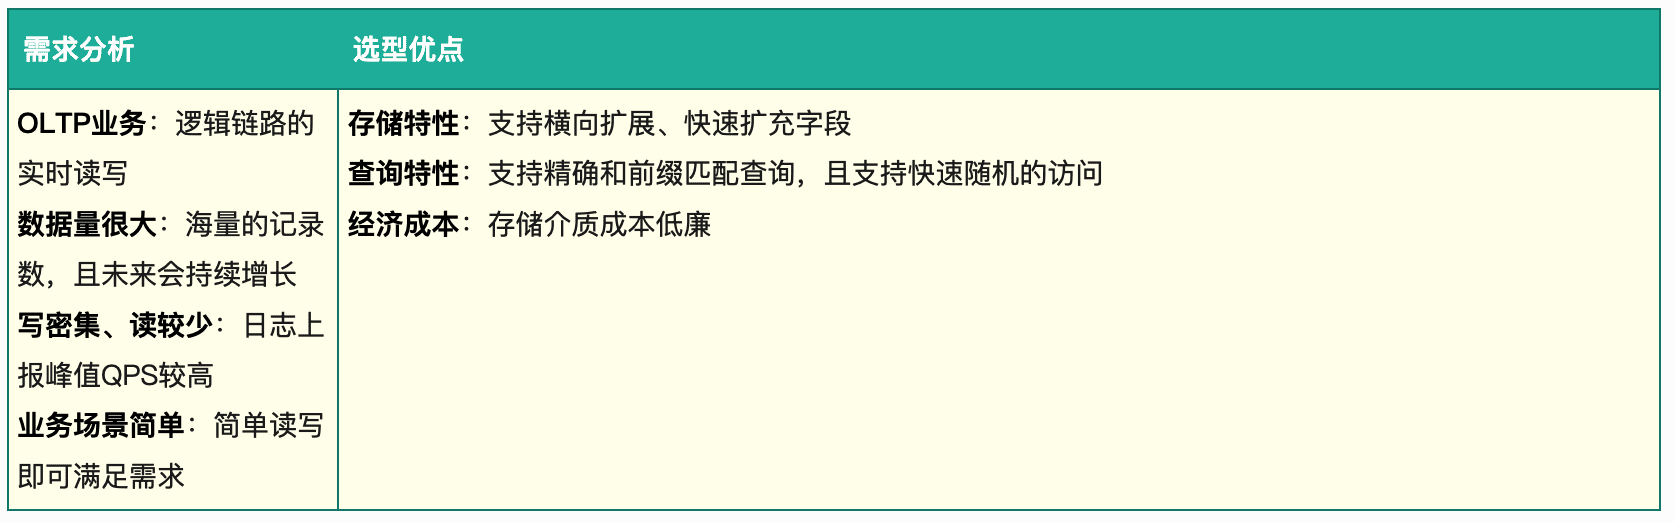 需求分析
选型优点
OLTP业务：逻辑链路的
实时读写
数据量很大：海量的记录
数，且未来会持续增长
写密集、读较少：日志上
报峰值QPS较高
业务场景简单：简单读写
即可满足需求
存储特性：支持横向扩展、快速扩充字段
查询特性：支持精确和前缀匹配查询，且支持快速随机的访问
经济成本：存储介质成本低廉